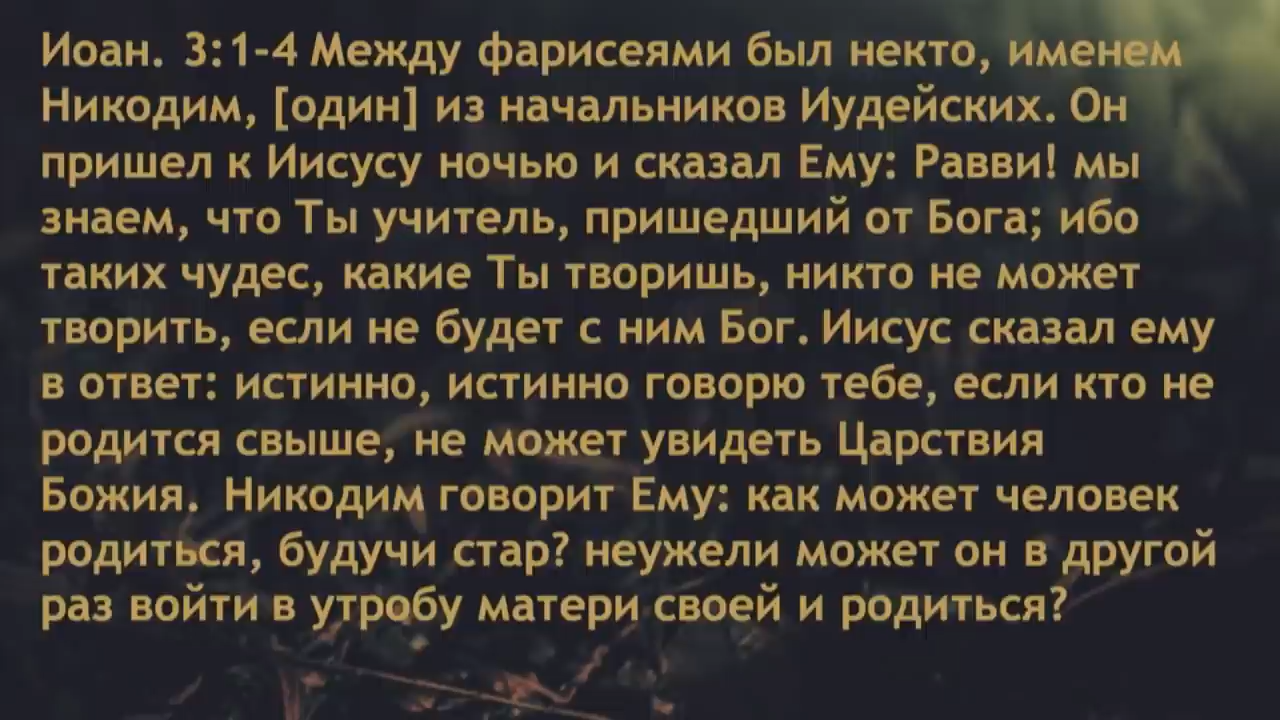 Иоан. 3:1-4 Между фарисеями был некто, именем
Никодим, [один] из начальников Иудейских. Он
пришел к Иисусу ночью и сказал Ему: Равви! мы
знаем, что Ты учитель, пришедший от Бога; ибо
таких чудес, какие Ты творишь, никто не может
творить, если не будет с ним Бог. Иисус сказал ему
в ответ: истинно, истинно говорю тебе, если кто не
родится свыше, не может увидеть Царствия
Божия. Никодим говорит Ему: как может человек
родиться, будучи стар? неужели может он в другой
раз войти в утробу матери своей и родиться?